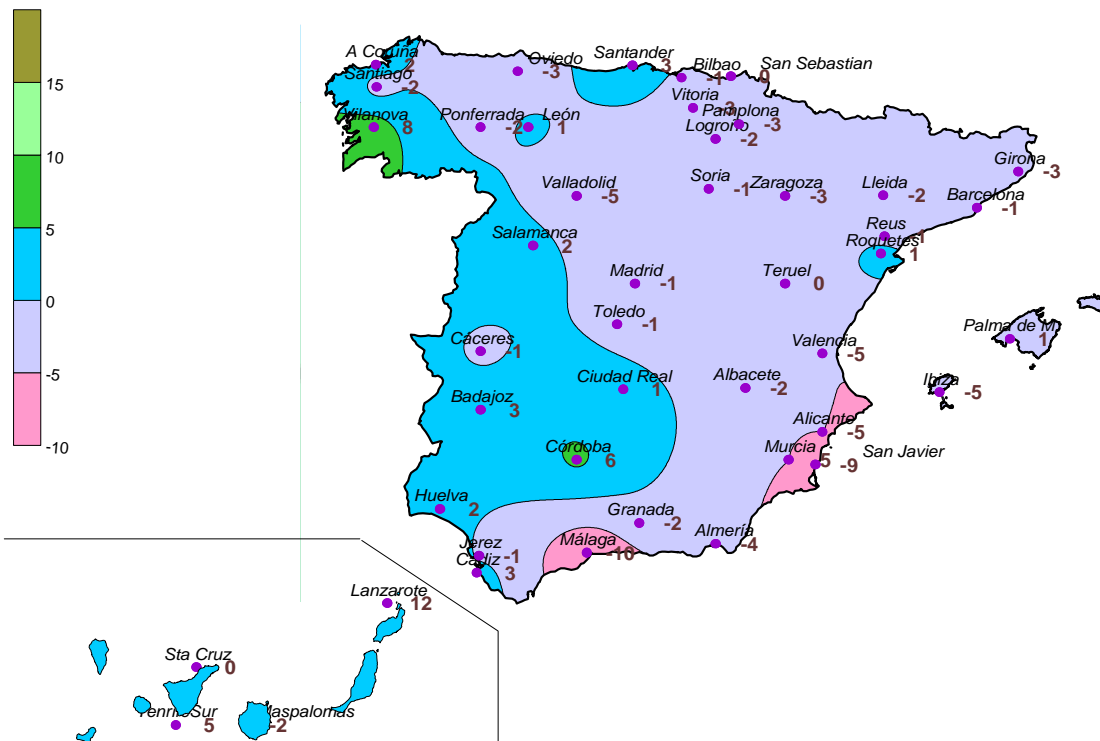 15
10
5
0
-5
-10
A Coruña 2
Santiago -2
Vilanova 8
Oviedo -3
Santander -3
Bilbao -1
San Sebastian 0
Vitoria -3
Pamplona -3
Logroño -2
Ponferrada -2
León 1
Valladolid -5
Soria -1
Zaragoza -3
Lleida -2
Girona -3
Barcelona -1
Reus
Roquetes 1
Salamanca 2
Madrid -1
Teruel 0
Toledo -1
Cáceres -1
Valencia -5
Palma de M. 1
Ibiza -5
Ciudad Real 1
Albacete -2
Badajoz 3
Alicante -5
Córdoba 6
Murcia 5
San Javier -9
Huelva 2
Granada -2
Almería -4
Málaga -10
Jerez -1
Cadiz 3
Lanzarote 12
Sta Cruz 0
Sur 5
Maspalomas -2